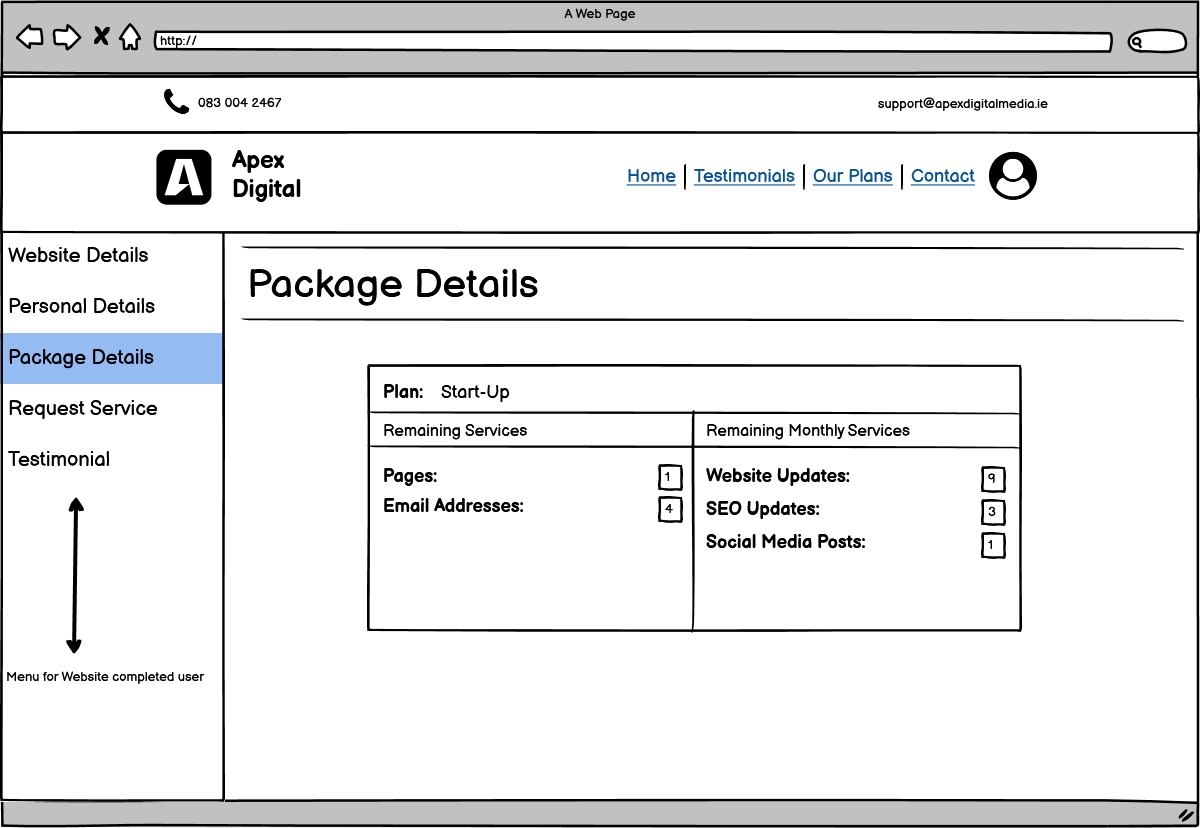 A Web Page
http://
083 004 2467
support@apexdigitalmedia.ie
A
Apex
Digital
Home | Testimonials | Our Plans | Contact
Website Details
Personal Details
Package Details
Request Service
Testimonial
Menu for Website completed user
Package Details
Plan: Start-Up
Remaining Services
Pages: 1
Email Addresses: 4
Remaining Monthly Services
Website Updates: 9
SEO Updates: 3
Social Media Posts: 1